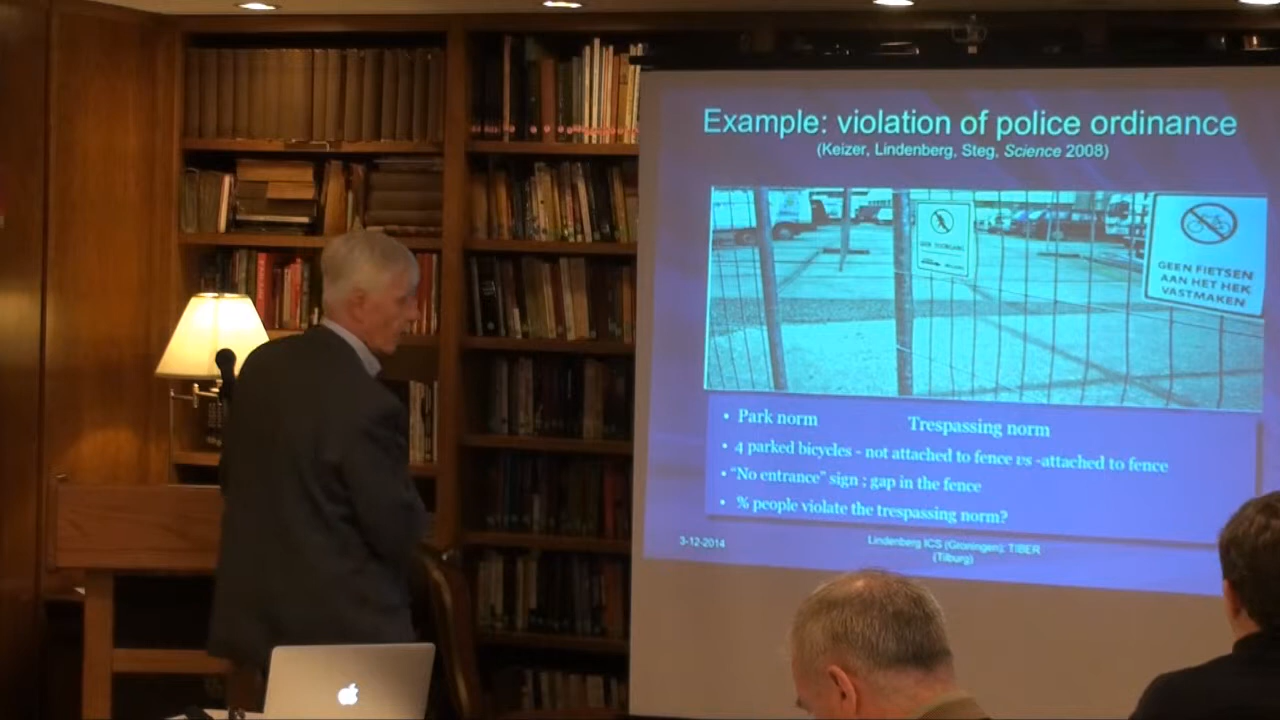 Example: violation of police ordinance
(Keizer, Lindenberg, Steg, Science 2008)
GEEN DOORGANG
GEEN FIETSEN
AAN HET HEK
VASTMAKEN
• Park norm Trespassing norm
• 4 parked bicycles - not attached to fence vs -attached to fence
• “No entrance” sign ; gap in the fence
• % people violate the trespassing norm?
3-12-2014
Lindenberg ICS (Groningen); TIBER
(Tilburg)